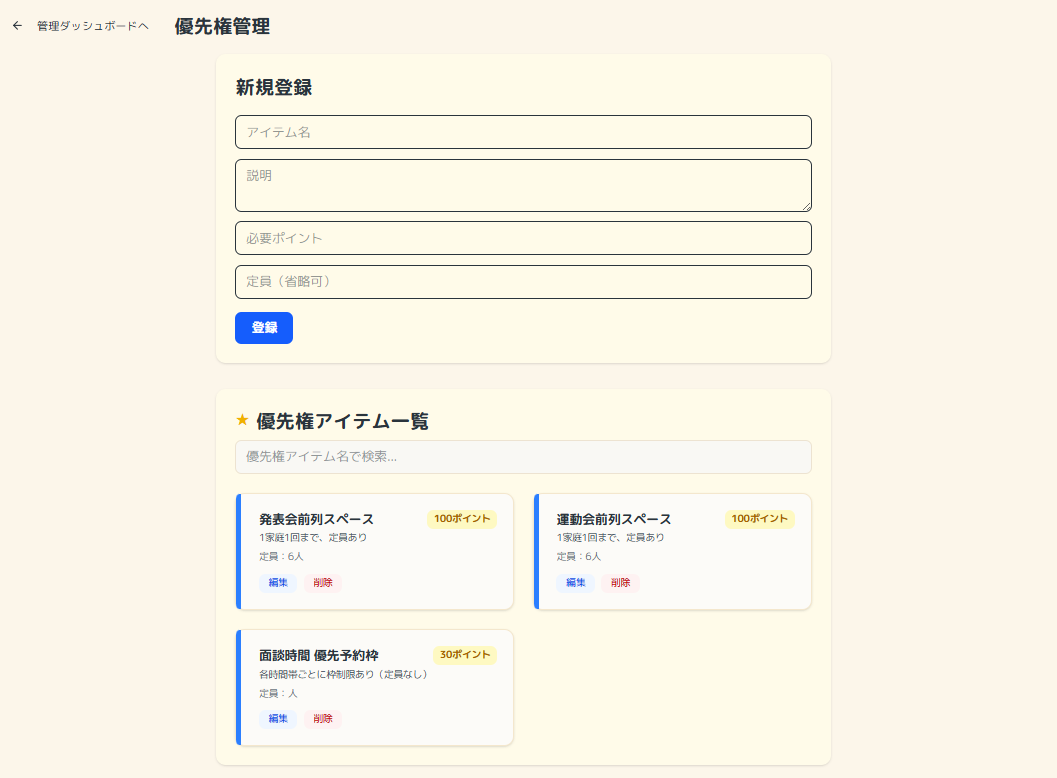 ← 管理ダッシュボードへ 優先権管理
新規登録
アイテム名
説明
必要ポイント
定員（省略可）
登録
★ 優先権アイテム一覧
優先権アイテム名で検索...
発表会前列スペース 100ポイント
1家庭1回まで、定員あり
定員：6人
編集 削除
運動会前列スペース 100ポイント
1家庭1回まで、定員あり
定員：6人
編集 削除
面談時間 優先予約枠 30ポイント
各時間帯ごとに枠制限あり（定員なし）
定員：人
編集 削除